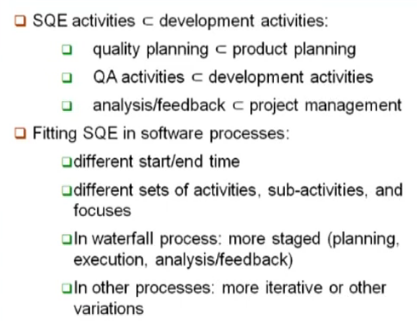 SQE activities ⊂ development activities:
quality planning ⊂ product planning
QA activities ⊂ development activities
analysis/feedback ⊂ project management
Fitting SQE in software processes:
different start/end time
different sets of activities, sub-activities, and
focuses
In waterfall process: more staged (planning,
execution, analysis/feedback)
In other processes: more iterative or other
variations